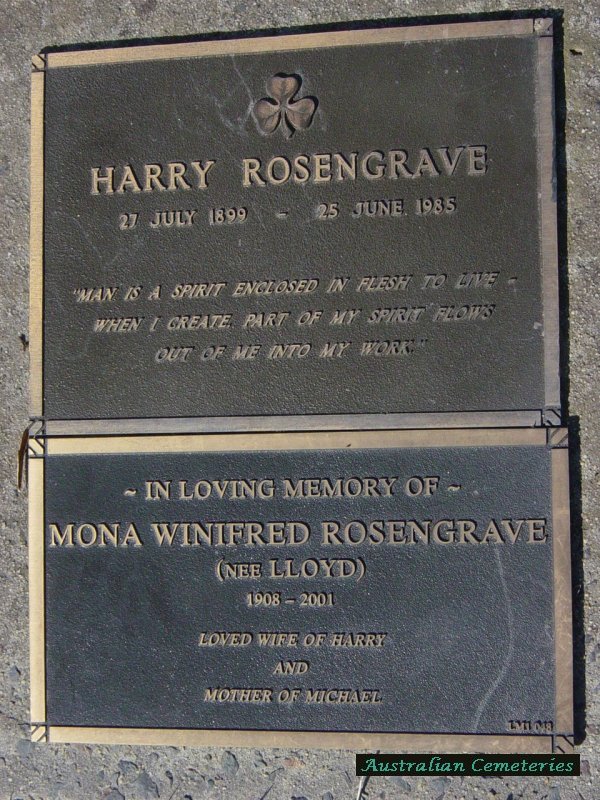 HARRY ROSENGRAVE
27 JULY 1899 - 25 JUNE 1985
"MAN IS A SPIRIT ENCLOSED IN FLESH TO LIVE -
WHEN I CREATE, PART OF MY SPIRIT FLOWS
OUT OF ME INTO MY WORK."
~ IN LOVING MEMORY OF ~
MONA WINIFRED ROSENGRAVE
(NEE LLOYD)
1908 - 2001
LOVED WIFE OF HARRY
AND
MOTHER OF MICHAEL
Australian Cemeteries